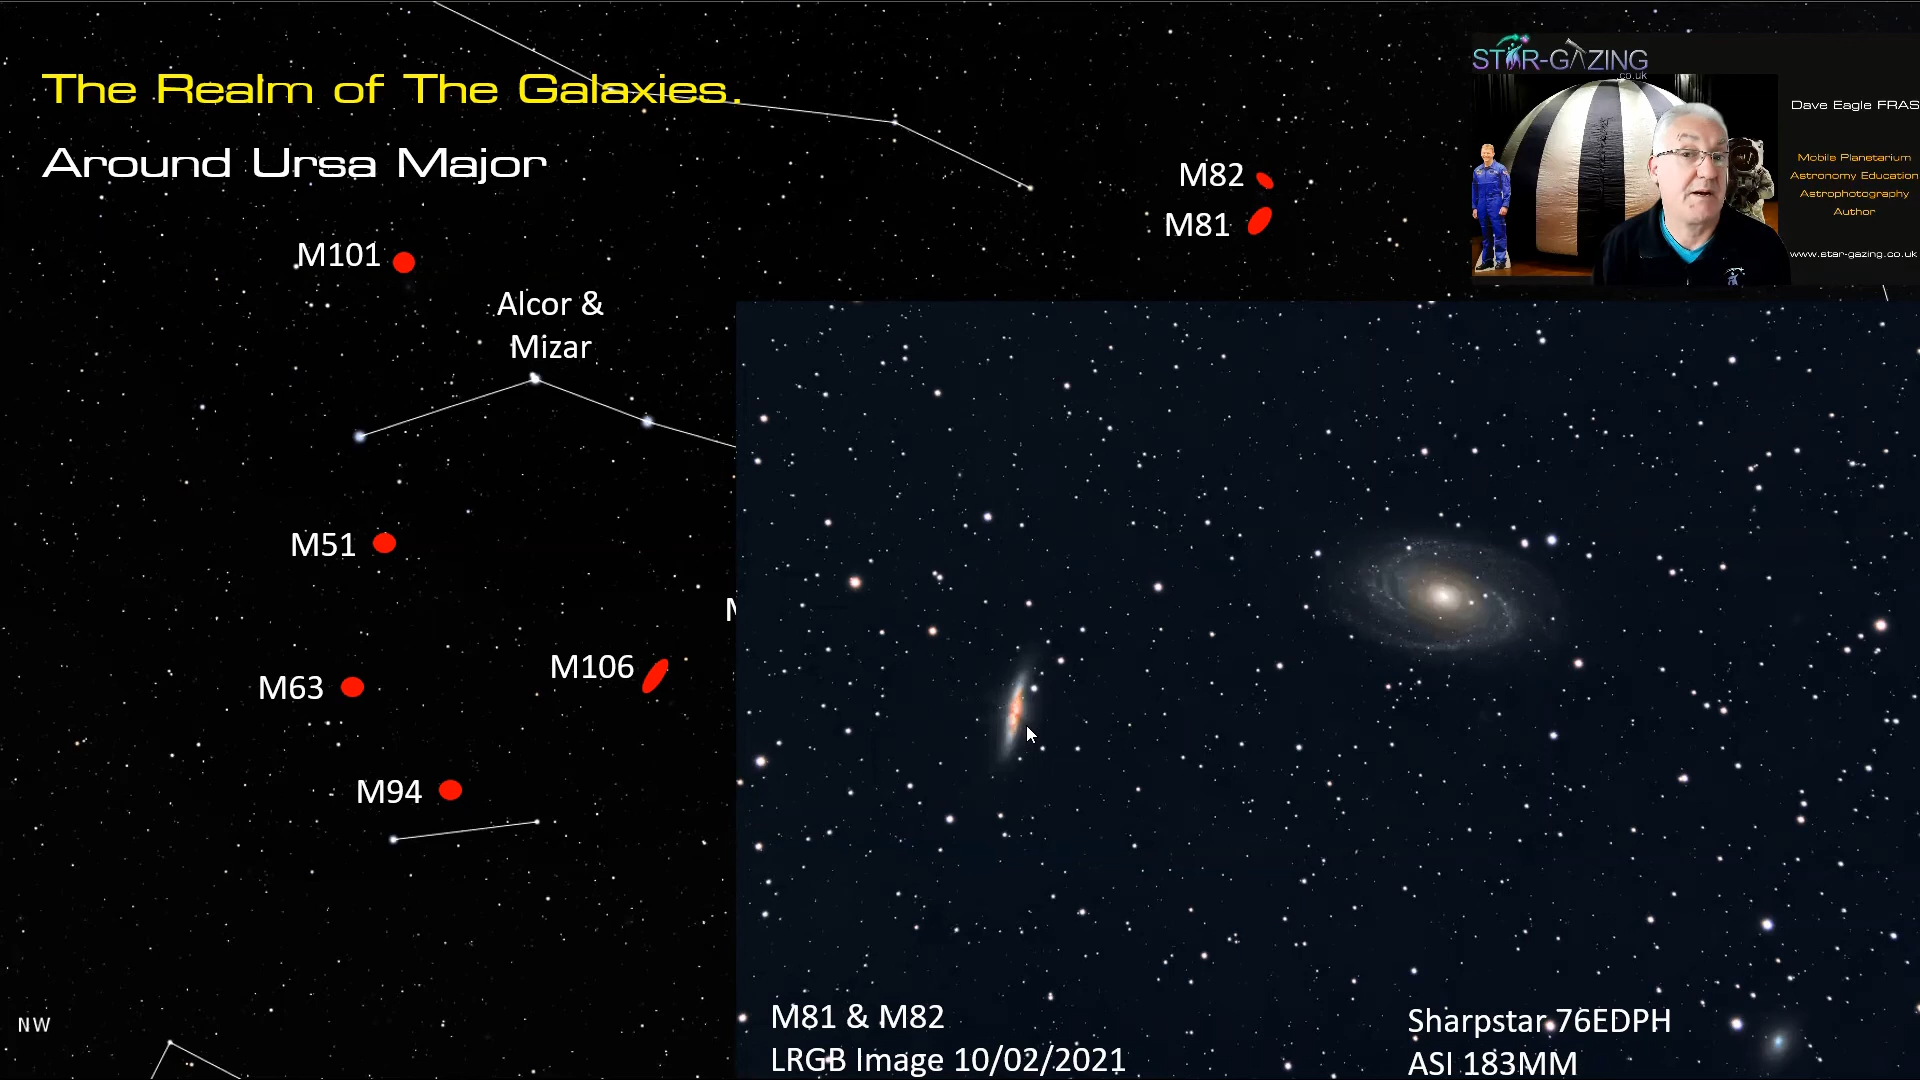 The Realm of The Galaxies.
Around Ursa Major
STAR-GAZING
.co.uk
Dave Eagle FRAS
Mobile Planetarium
Astronomy Education
Astrophotography
Author
www.star-gazing.co.uk
M82
M81
M101
Alcor &
Mizar
M51
M106
M63
M94
NW
M81 & M82
LRGB Image 10/02/2021
Sharpstar 76EDPH
ASI 183MM